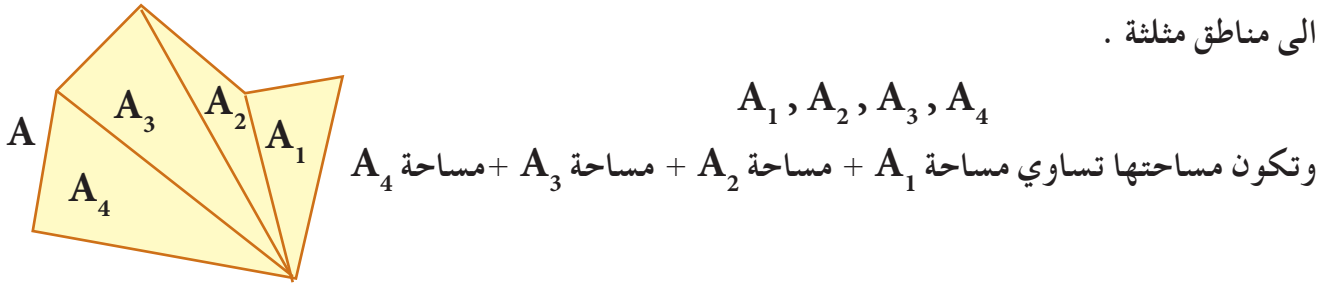 الى مناطق مثلثة .
A₁ , A₂ , A₃ , A₄
وتكون مساحتها تساوي مساحة A₁ + مساحة A₂ + مساحة A₃ +مساحة A₄
A
A₃
A₂
A₁
A₄